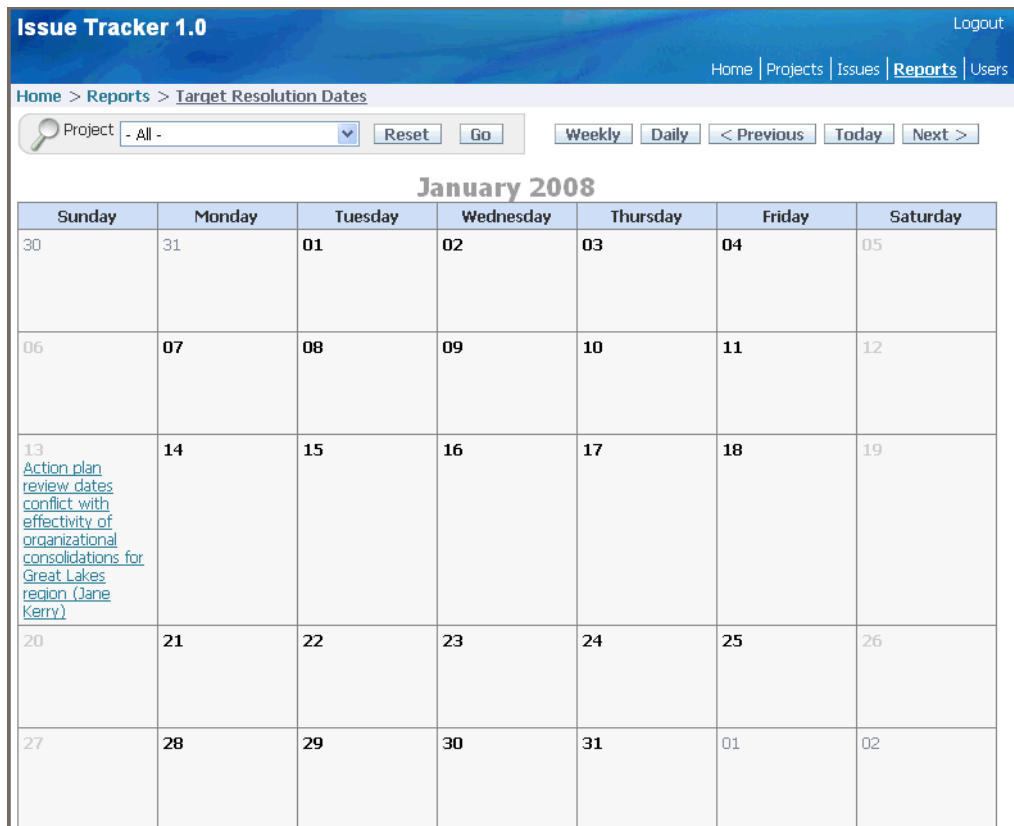 Issue Tracker 1.0
Logout
Home | Projects | Issues | Reports | Users
Home > Reports > Target Resolution Dates
Project - All - Reset Go Weekly Daily < Previous Today Next >
January 2008
Sunday Monday Tuesday Wednesday Thursday Friday Saturday
30 31 01 02 03 04 05
06 07 08 09 10 11 12
13 14 15 16 17 18 19
Action plan
review dates
conflict with
effectivity of
organizational
consolidations for
Great Lakes
region (Jane
Kerry)
20 21 22 23 24 25 26
27 28 29 30 31 01 02